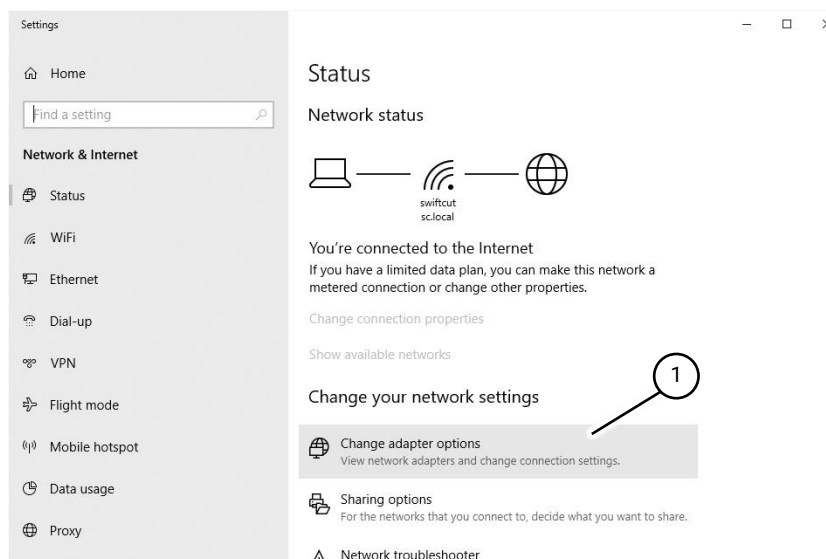 Settings
Home
Find a setting
Network & Internet
Status
WiFi
Ethernet
Dial-up
VPN
Flight mode
Mobile hotspot
Data usage
Proxy
Status
Network status
swiftcut
sc.local
You're connected to the Internet
If you have a limited data plan, you can make this network a
metered connection or change other properties.
Change connection properties
Show available networks
1
Change your network settings
Change adapter options
View network adapters and change connection settings.
Sharing options
For the networks that you connect to, decide what you want to share.
Network troubleshooter